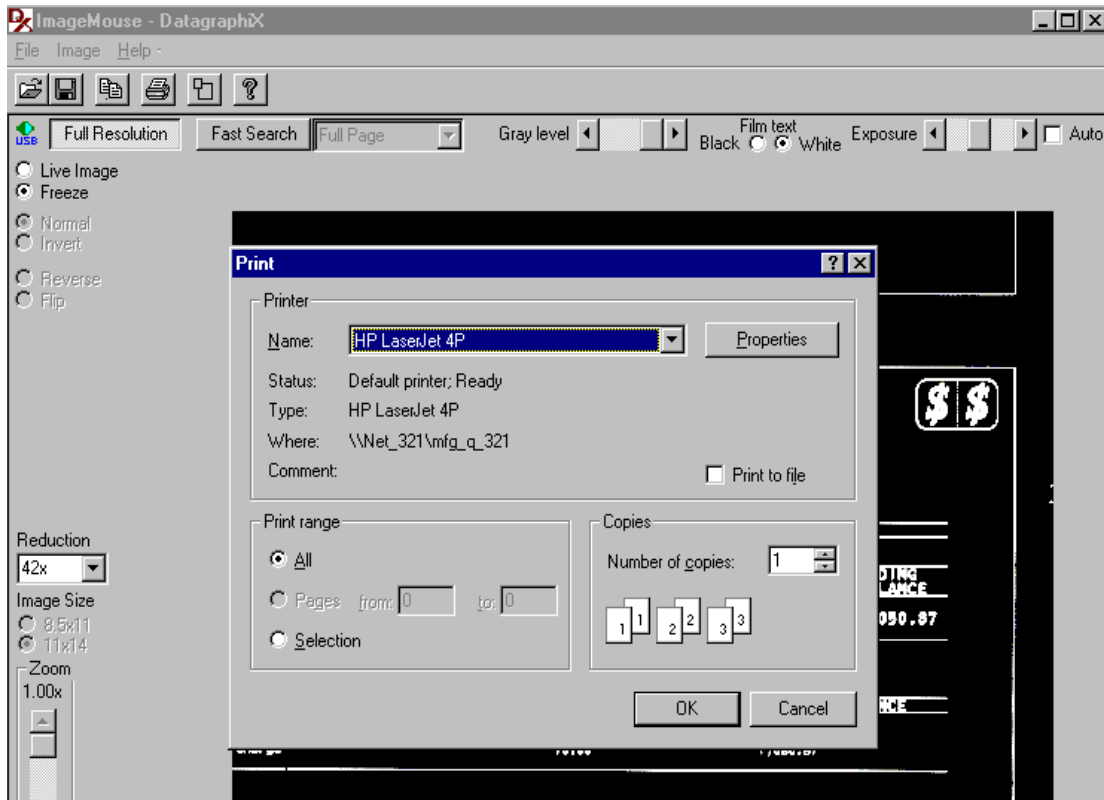 ImageMouse - DatagraphiX
File Image Help -
USB Full Resolution Fast Search Full Page Gray level Film text Black White Exposure Auto
Live Image
Freeze
Normal
Invert
Reverse
Flip
Print
Printer
Name: HP LaserJet 4P Properties
Status: Default printer; Ready
Type: HP LaserJet 4P
Where: \\Net_321\mfg_q_321
Comment:
Print to file
$ $
Print range
All
Pages from: 0 to: 0
Selection
Copies
Number of copies: 1
1 1 2 2 3 3
OK Cancel
Reduction
42x
Image Size
8.5x11
11x14
Zoom
1.00x
DING
LANCE
050.87
NCE